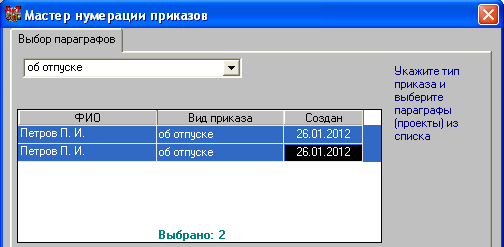 Мастер нумерации приказов
Выбор параграфов
об отпуске
Укажите тип
приказа и
выберите
параграфы
(проекты) из
списка
ФИО Вид приказа Создан
Петров П. И. об отпуске 26.01.2012
Петров П. И. об отпуске 26.01.2012
Выбрано: 2